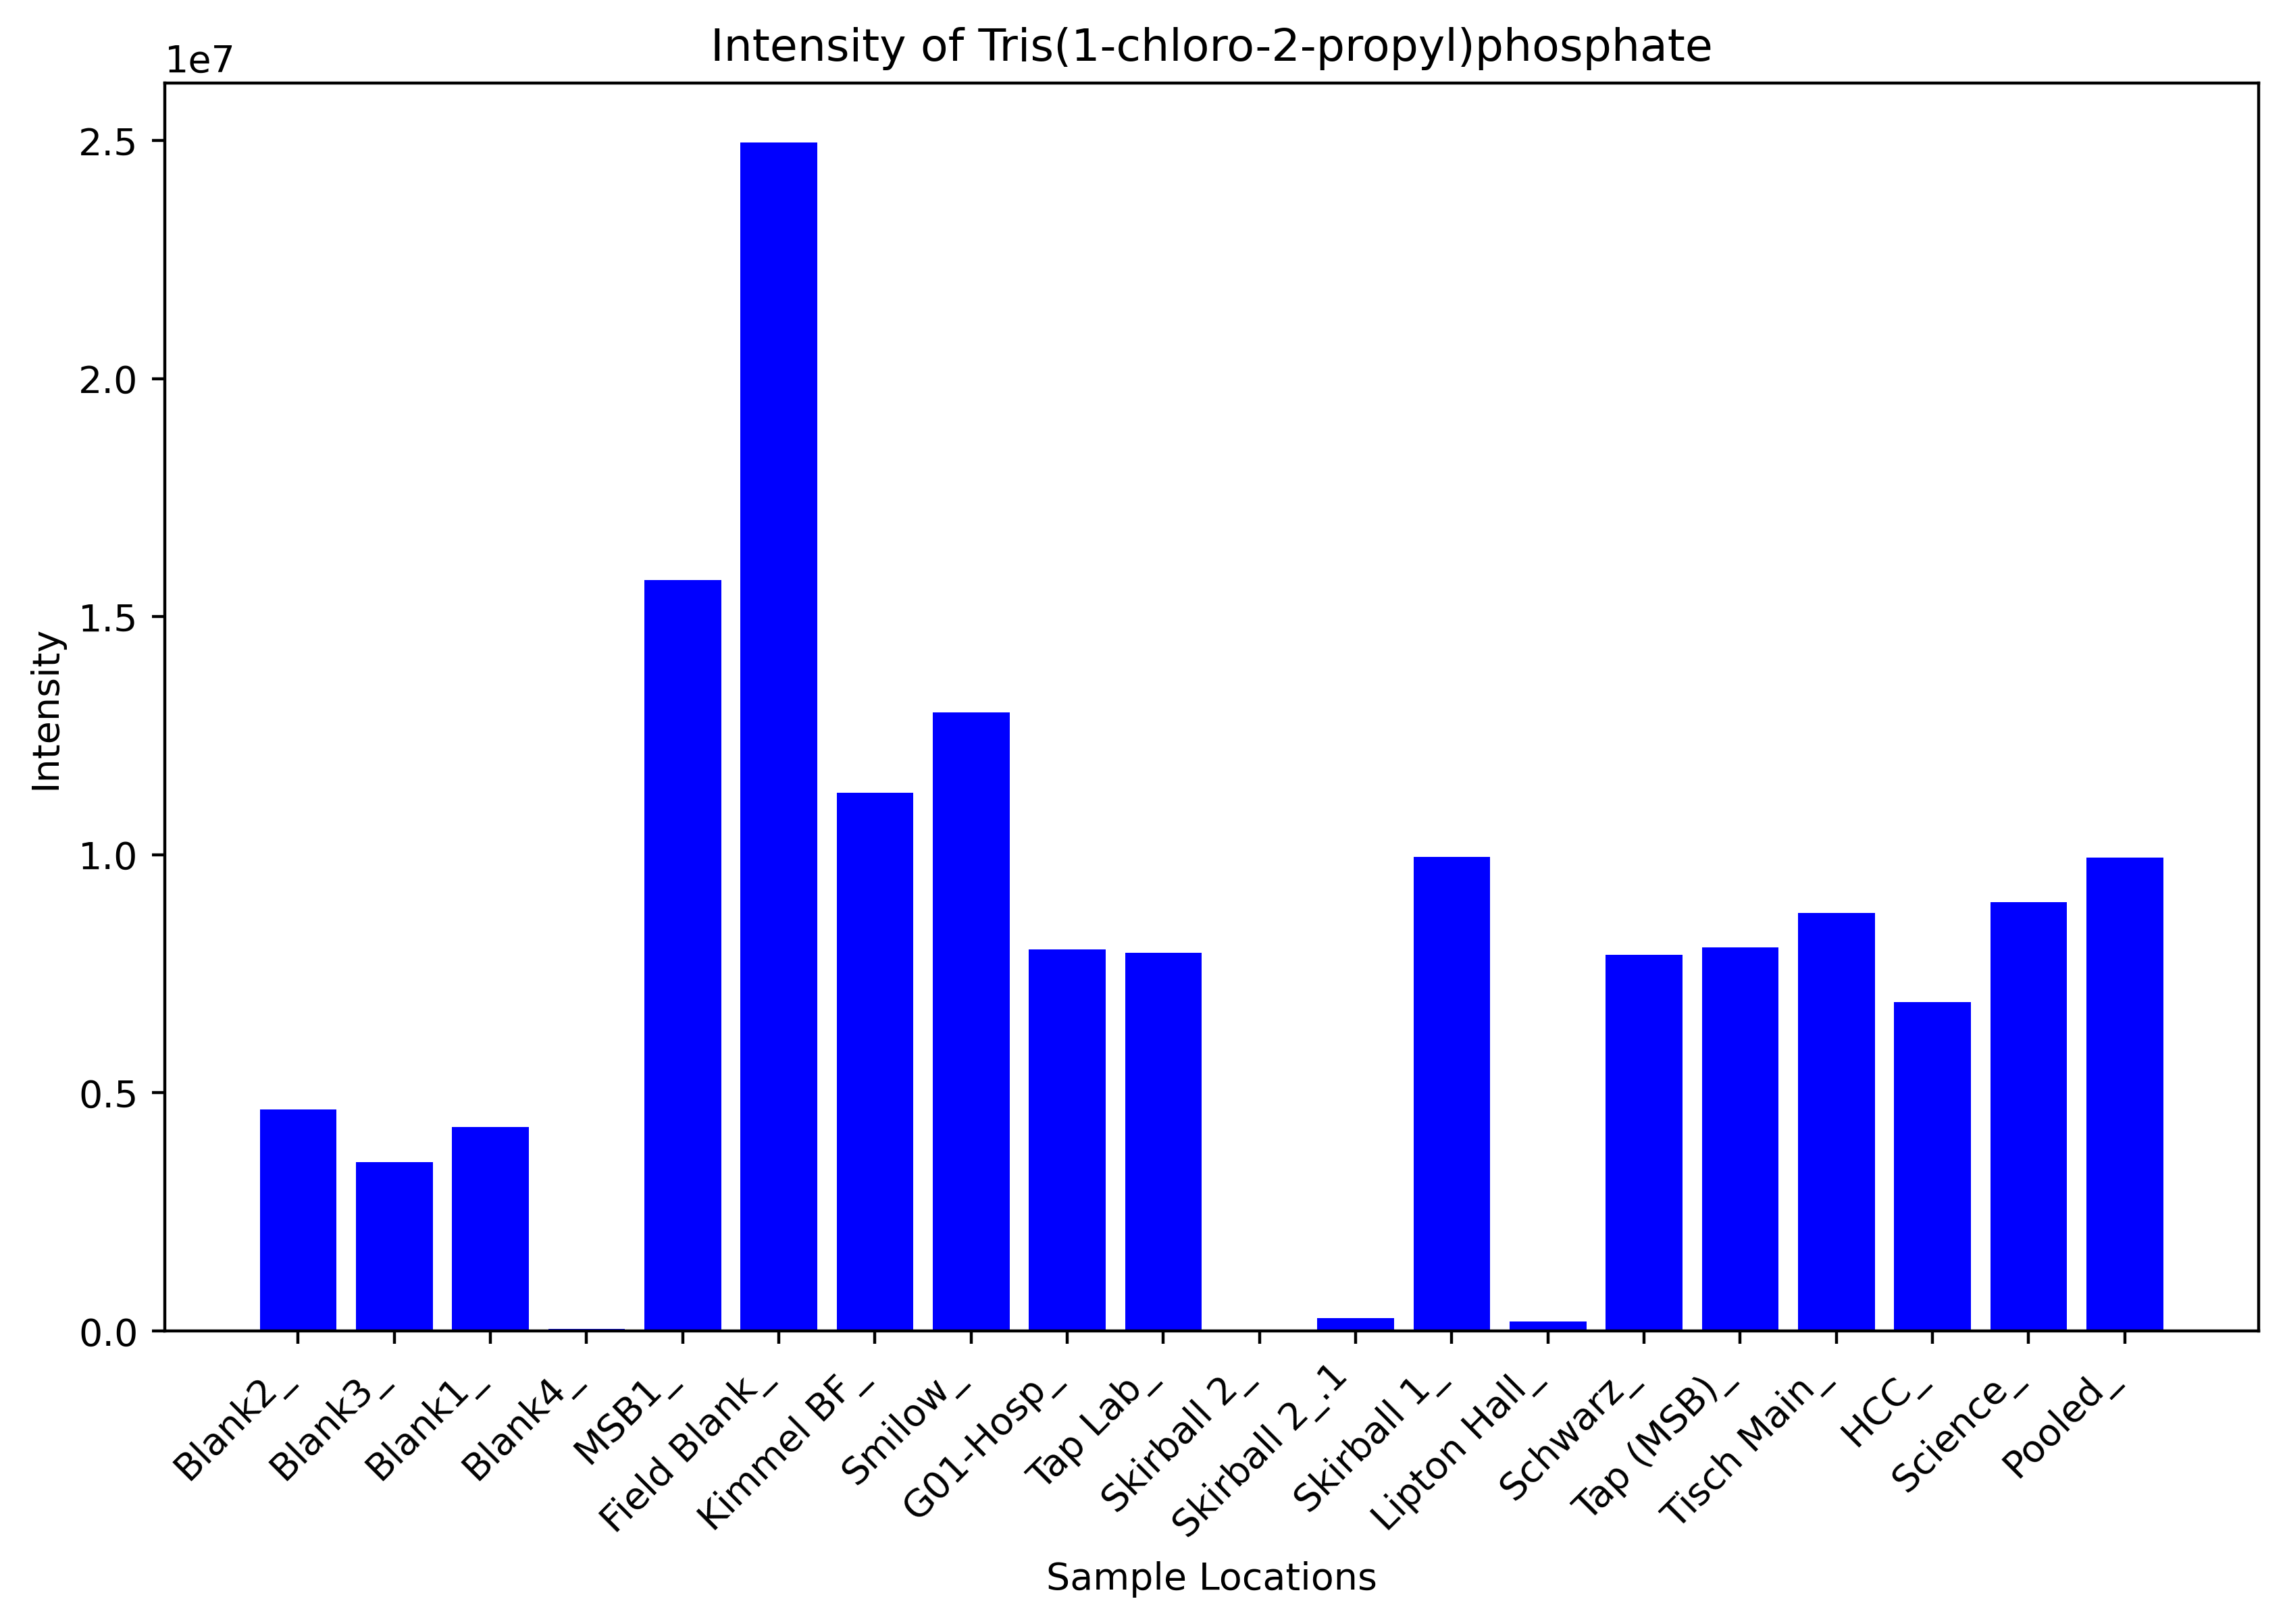 Intensity of Tris(1-chloro-2-propyl)phosphate
1e7
2.5
2.0
1.5
1.0
0.5
0.0
Intensity
Blank2_
Blank3_
Blank1_
Blank4_
MSB1_
Field Blank_
Kimmel BF_
Smilow_
G01-Hosp_
Tap Lab_
Skirball 2_
Skirball 2_.1
Skirball 1_
Lipton Hall_
Schwarz_
Tap (MSB)_
Tisch Main_
HCC_
Science_
Pooled_
Sample Locations